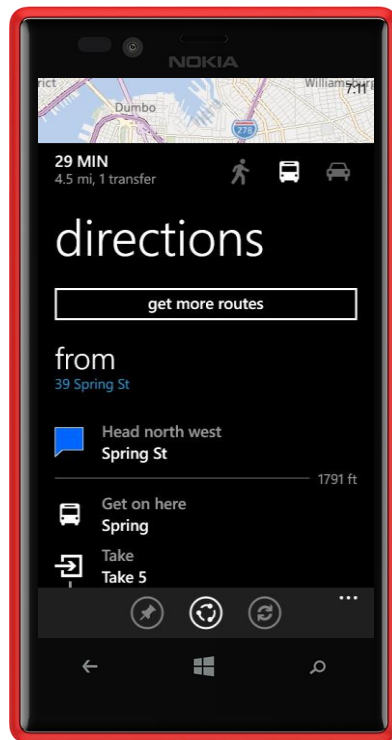 NOKIA
rict
Williamsburg
7:11
Dumbo
278
29 MIN
4.5 mi, 1 transfer
directions
get more routes
from
39 Spring St
Head north west
Spring St
1791 ft
Get on here
Spring
Take
Take 5
...